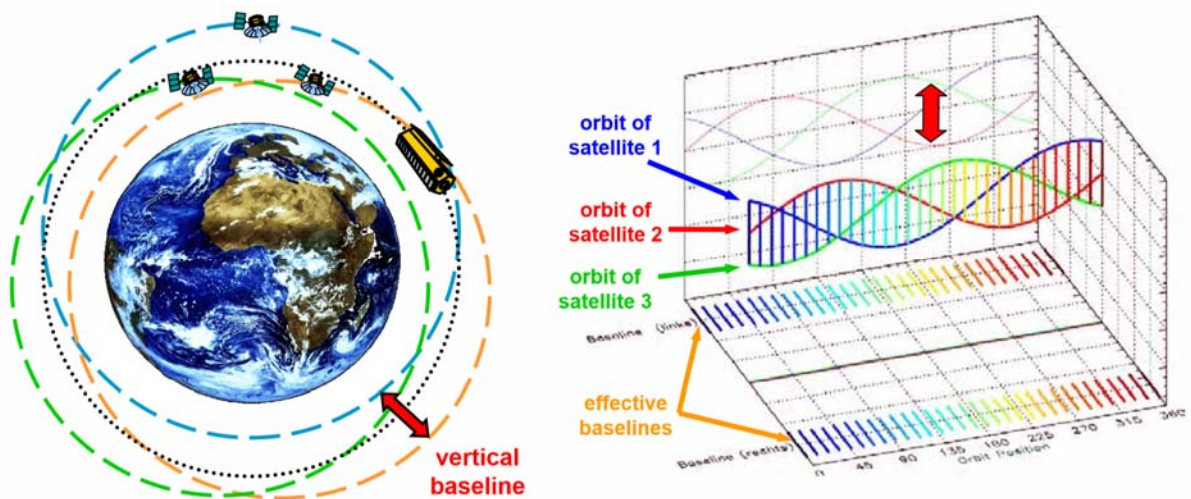 vertical
baseline
orbit of
satellite 1
orbit of
satellite 2
orbit of
satellite 3
effective
baselines
Baseline (links)
Baseline (rechts)
0
45
90
135
180
225
270
315
360
Orbit Position